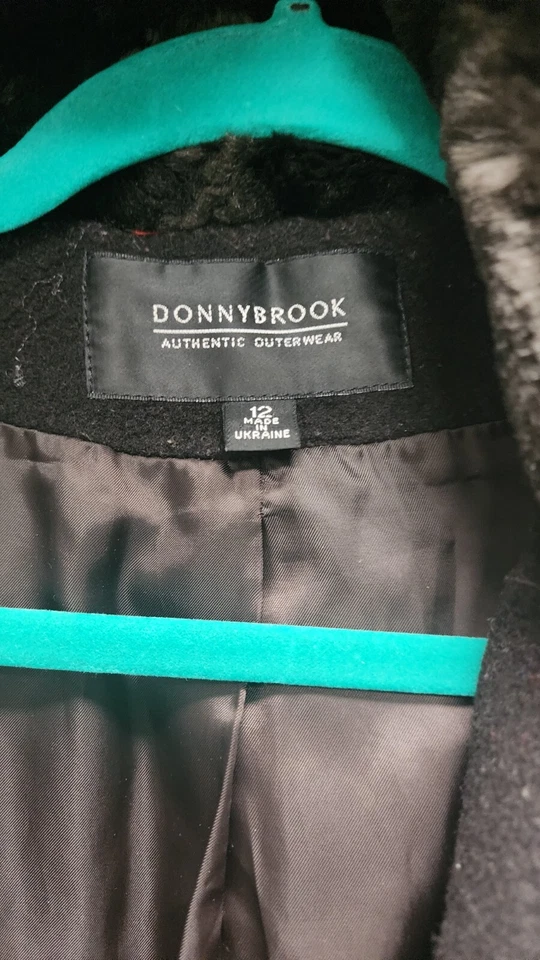 DONNYBROOK
AUTHENTIC OUTERWEAR
12
MADE
IN
UKRAINE